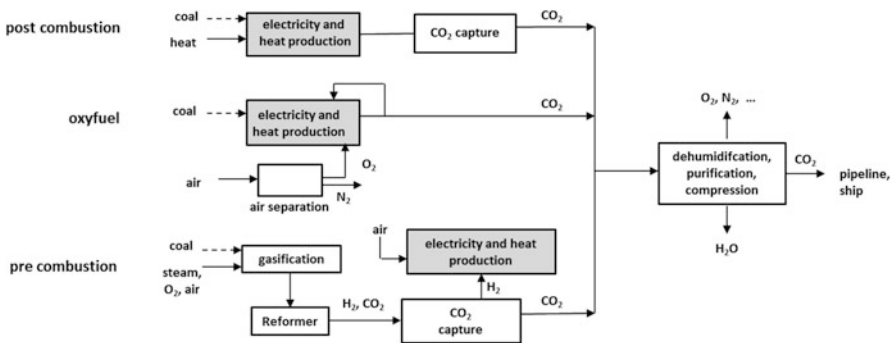 post combustion
coal
heat
electricity and
heat production
CO₂ capture
CO₂
oxyfuel
coal
electricity and
heat production
CO₂
air
O₂
N₂
air separation
pre combustion
coal
steam,
O₂, air
gasification
Reformer
H₂, CO₂
air
electricity and heat
production
H₂
CO₂
capture
CO₂
O₂, N₂, ...
dehumidifcation,
purification,
compression
CO₂
pipeline,
ship
H₂O